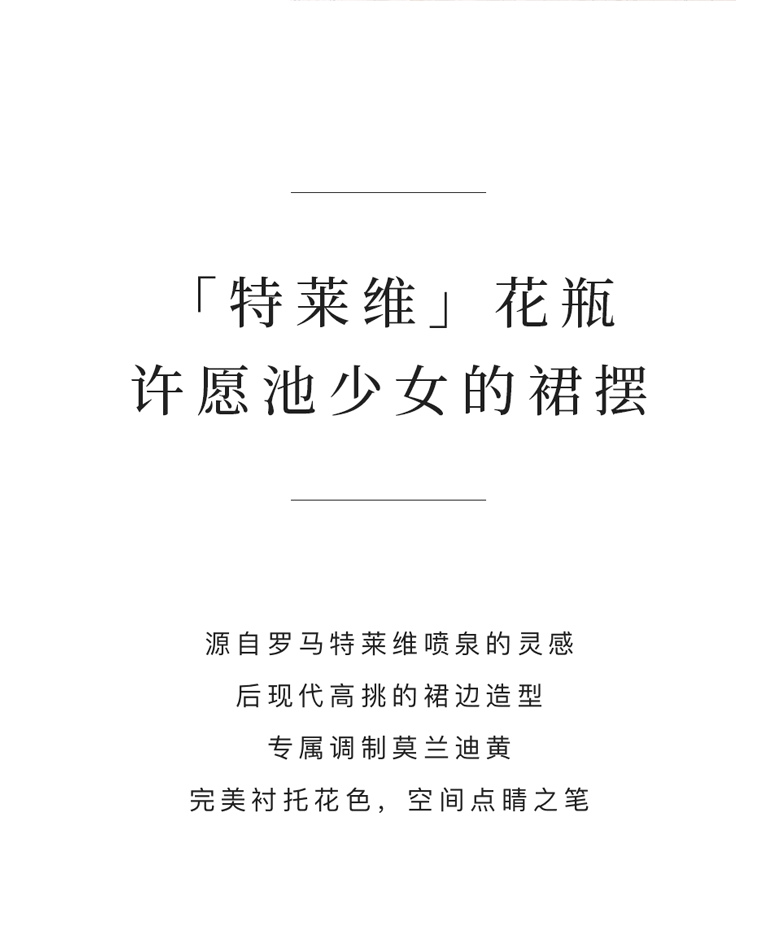 「特莱维」花瓶
许愿池少女的裙摆
源自罗马特莱维喷泉的灵感
后现代高挑的裙边造型
专属调制莫兰迪黄
完美衬托花色，空间点睛之笔